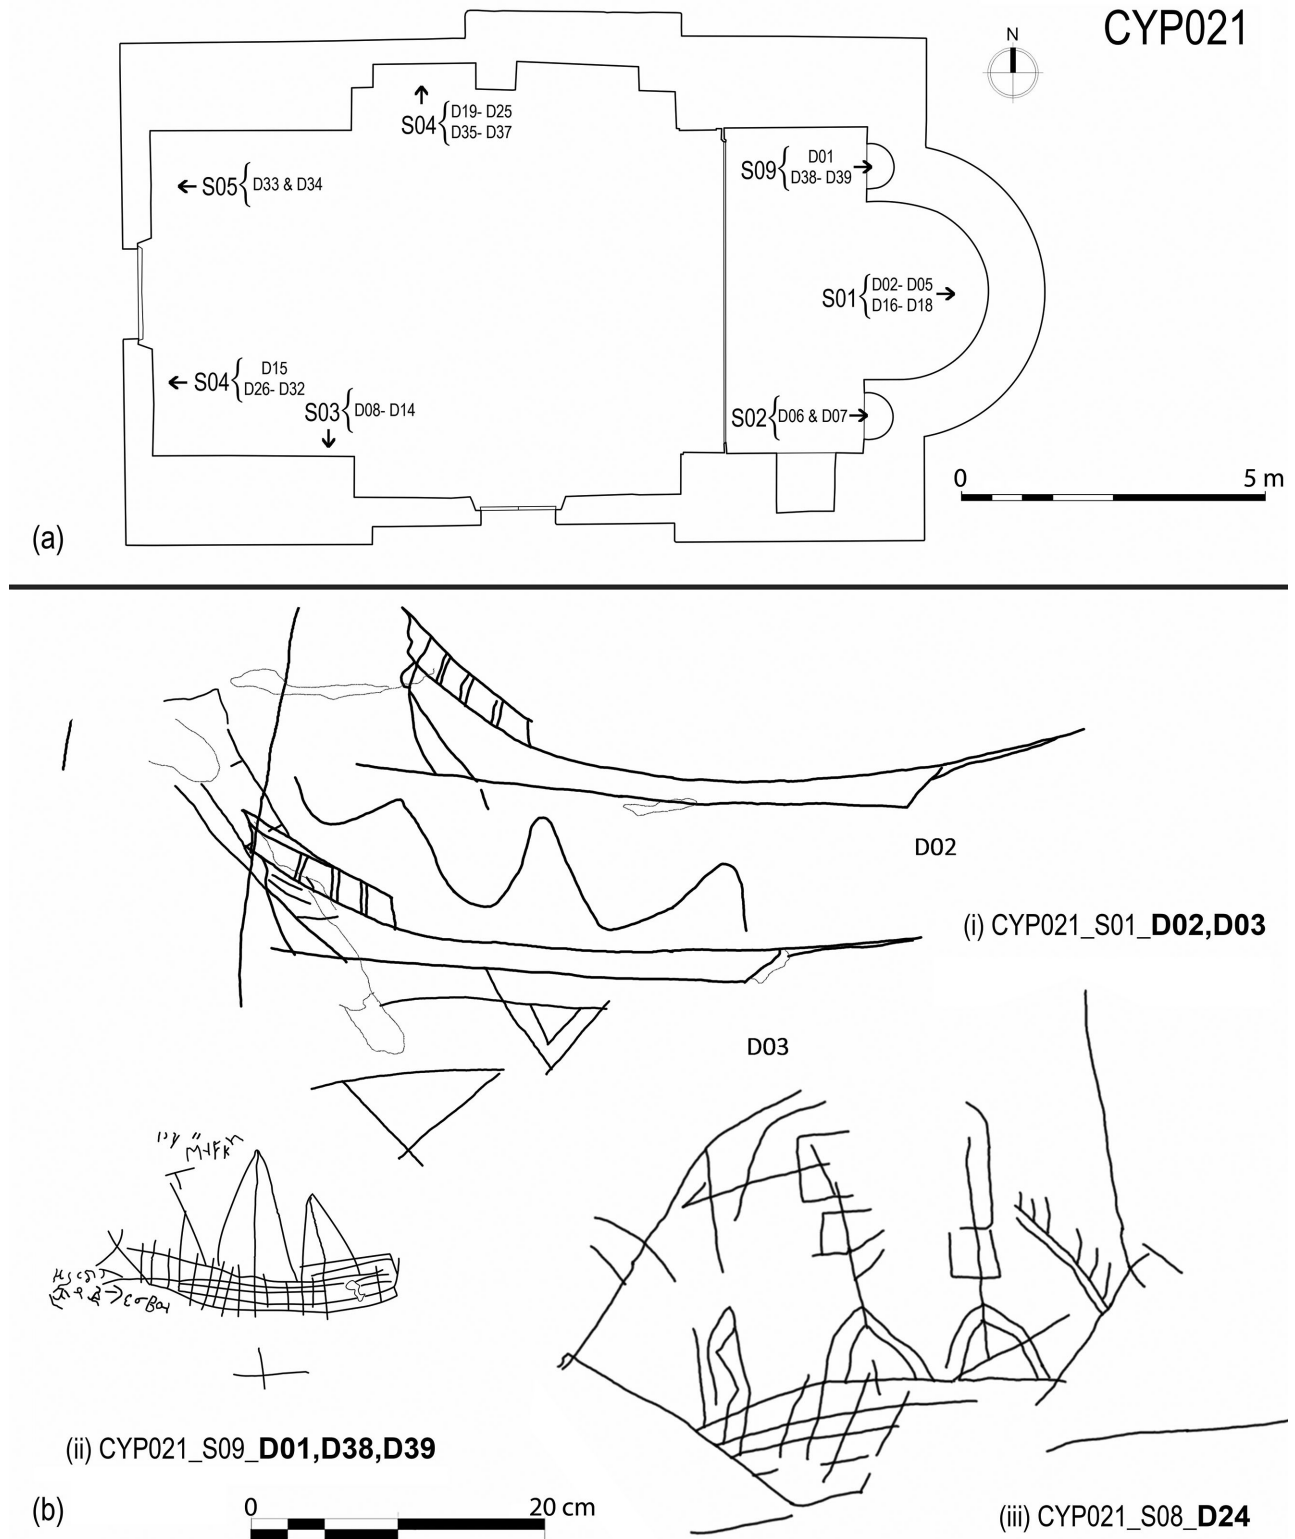 CYP021
N
S04 { D19- D25
D35- D37
S05 { D33 & D34
S09 { D01
D38- D39
S01 { D02- D05
D16- D18
S04 { D15
D26- D32
S03 { D08- D14
S02 { D06 & D07
0 5 m
(a)
D02
(i) CYP021_S01_D02,D03
D03
(ii) CYP021_S09_D01,D38,D39
(b)
0 20 cm
(iii) CYP021_S08_D24